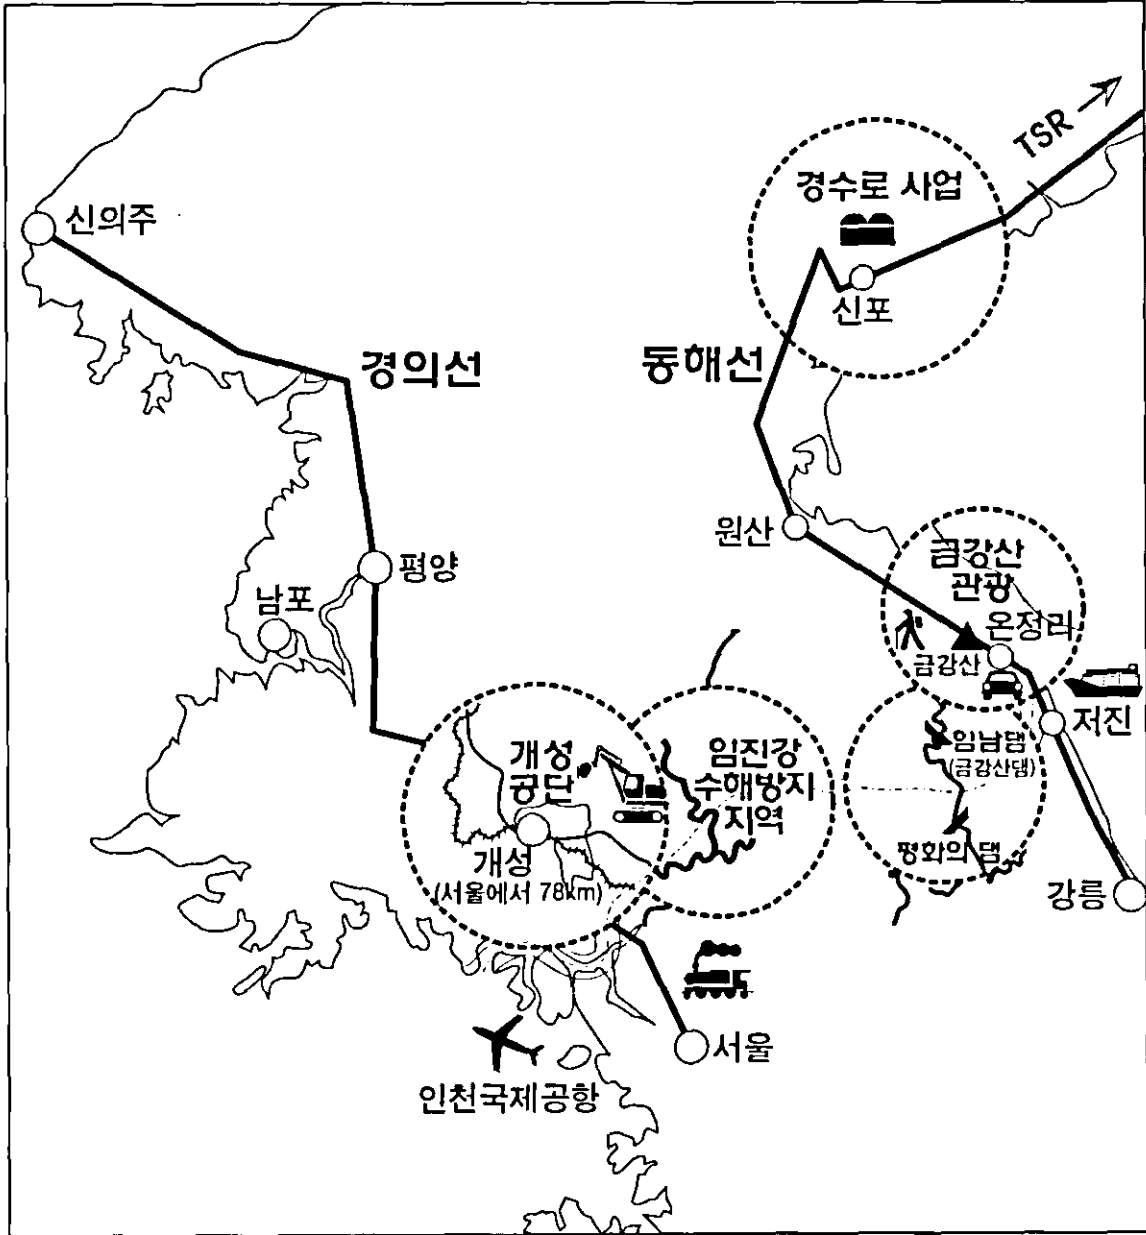 TSR
경수로 사업
신의주
신포
경의선
동해선
원산
금강산
관광
평양
남포
온정리
금강산
저진
개성
공단
임진강
수해방지
지역
임남댐
(금강산댐)
평화의 댐
개성
(서울에서 78km)
강릉
서울
인천국제공항